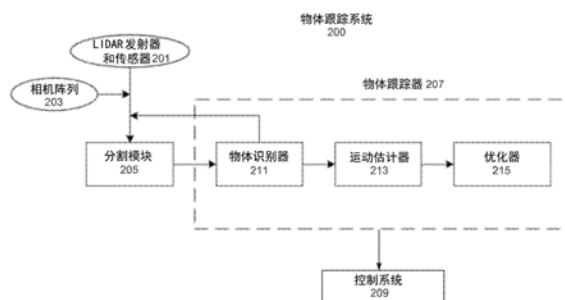 物体跟踪系统
200
LIDAR发射器
和传感器201
相机阵列
203
物体跟踪器 207
分割模块
205
物体识别器
211
运动估计器
213
优化器
215
控制系统
209